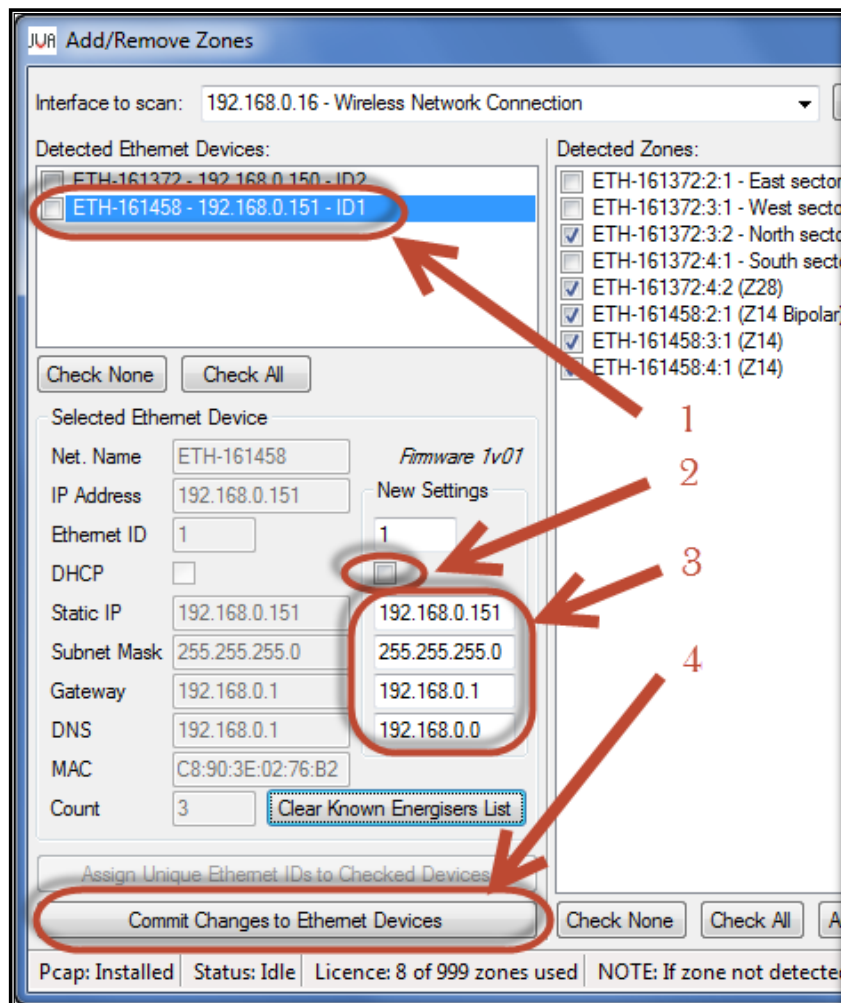 JVA Add/Remove Zones
Interface to scan: 192.168.0.16 - Wireless Network Connection
Detected Ethernet Devices:
ETH-161372 - 192.168.0.150 - ID2
ETH-161458 - 192.168.0.151 - ID1
Check None Check All
Selected Ethernet Device
Net. Name ETH-161458 Firmware 1v01
IP Address 192.168.0.151 New Settings
Ethernet ID 1 1
DHCP
Static IP 192.168.0.151 192.168.0.151
Subnet Mask 255.255.255.0 255.255.255.0
Gateway 192.168.0.1 192.168.0.1
DNS 192.168.0.1 192.168.0.0
MAC C8:90:3E:02:76:B2
Count 3 Clear Known Energisers List
Assign Unique Ethernet IDs to Checked Devices
Commit Changes to Ethernet Devices
Detected Zones:
ETH-161372:2:1 - East sector
ETH-161372:3:1 - West secto
ETH-161372:3:2 - North secto
ETH-161372:4:1 - South secto
ETH-161372:4:2 (Z28)
ETH-161458:2:1 (Z14 Bipolar)
ETH-161458:3:1 (Z14)
ETH-161458:4:1 (Z14)
1
2
3
4
Check None Check All A
Pcap: Installed Status: Idle Licence: 8 of 999 zones used NOTE: If zone not detected